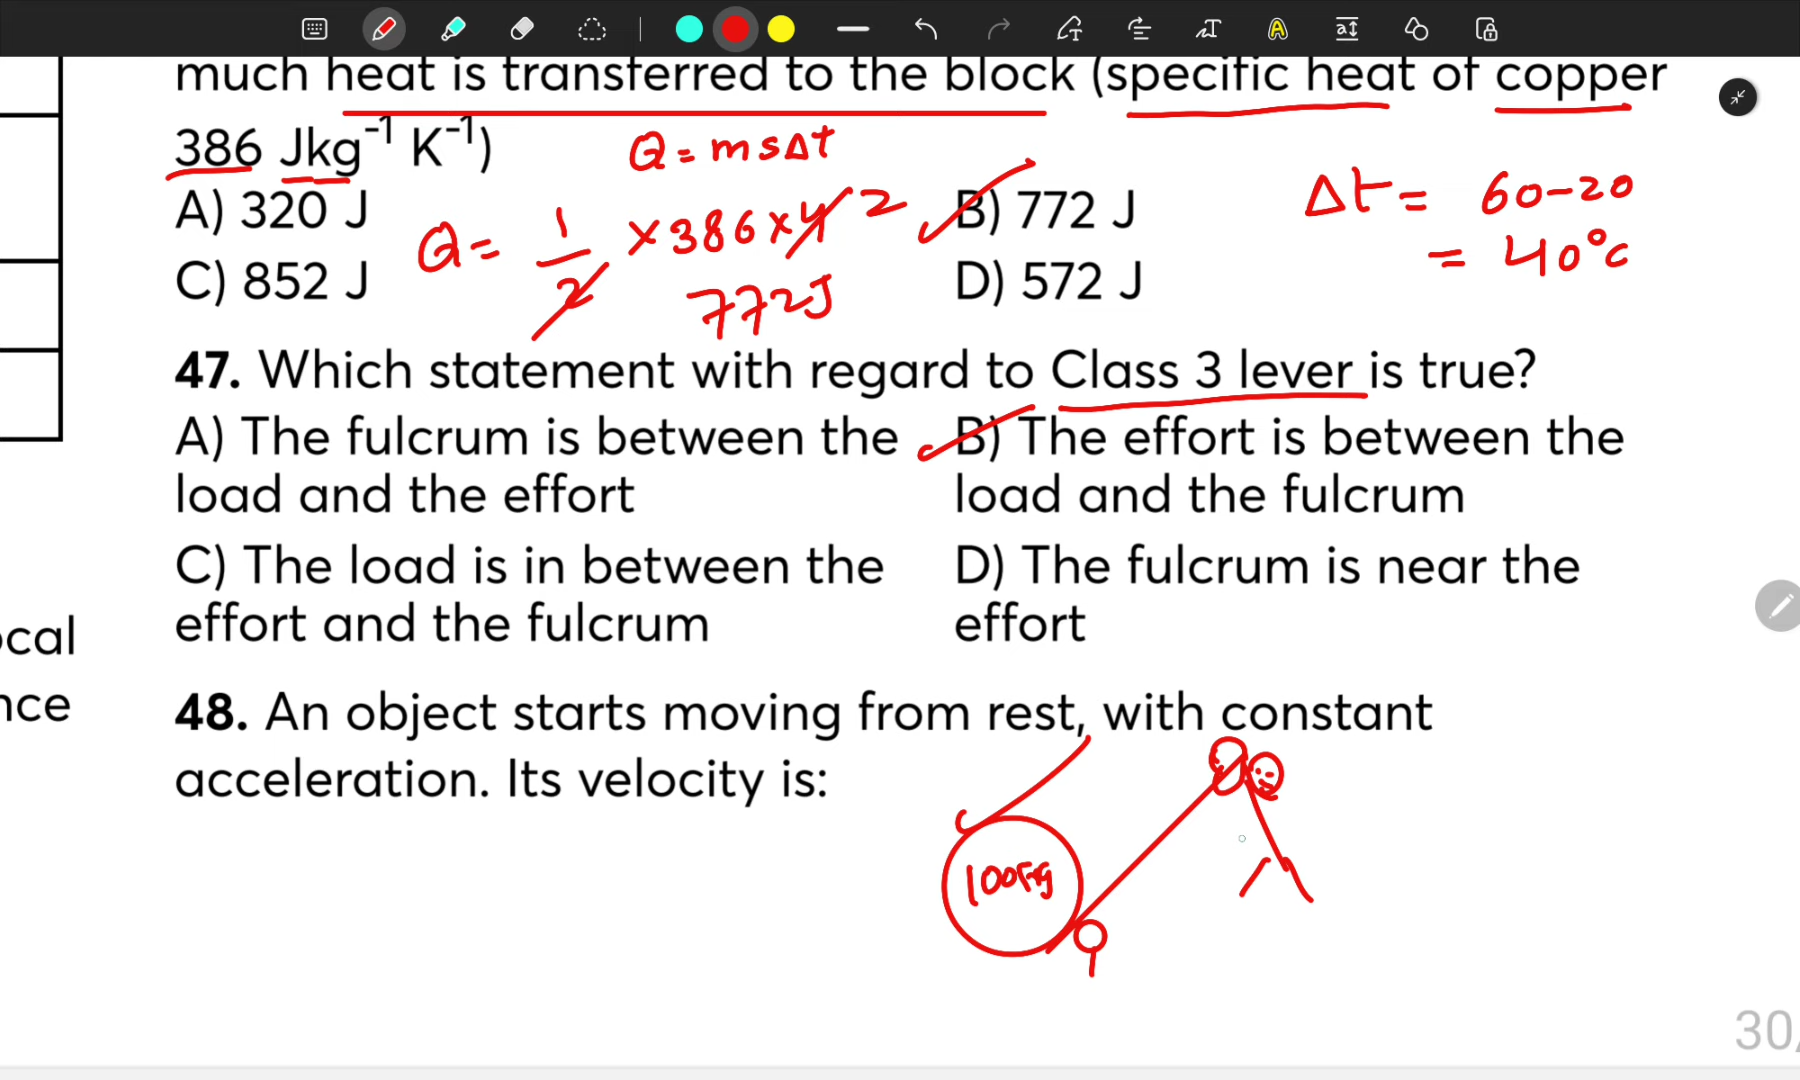 much heat is transferred to the block (specific heat of copper
386 Jkg⁻¹ K⁻¹)
Q = m s Δt
A) 320 J
B) 772 J
Q = 1/2 × 386 × 4 2
772J
Δt = 60-20
= 40°c
C) 852 J
D) 572 J
47. Which statement with regard to Class 3 lever is true?
A) The fulcrum is between the
load and the effort
B) The effort is between the
load and the fulcrum
C) The load is in between the
effort and the fulcrum
D) The fulcrum is near the
effort
ocal
nce
48. An object starts moving from rest, with constant
acceleration. Its velocity is:
100kg
30/